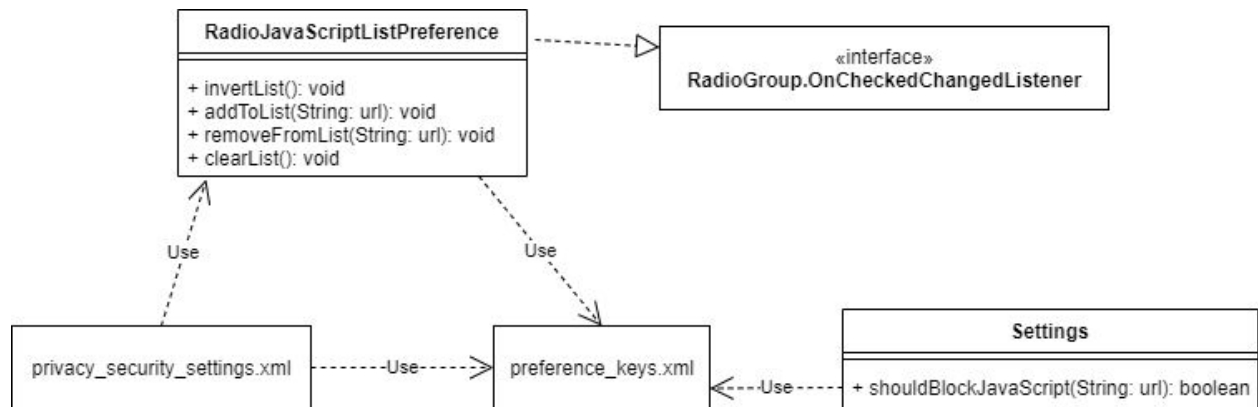 RadioJavaScriptListPreference
+ invertList(): void
+ addToList(String: url): void
+ removeFromList(String: url): void
+ clearList(): void
«interface»
RadioGroup.OnCheckedChangedListener
Use
Use
privacy_security_settings.xml
Use
preference_keys.xml
Use
Settings
+ shouldBlockJavaScript(String: url): boolean